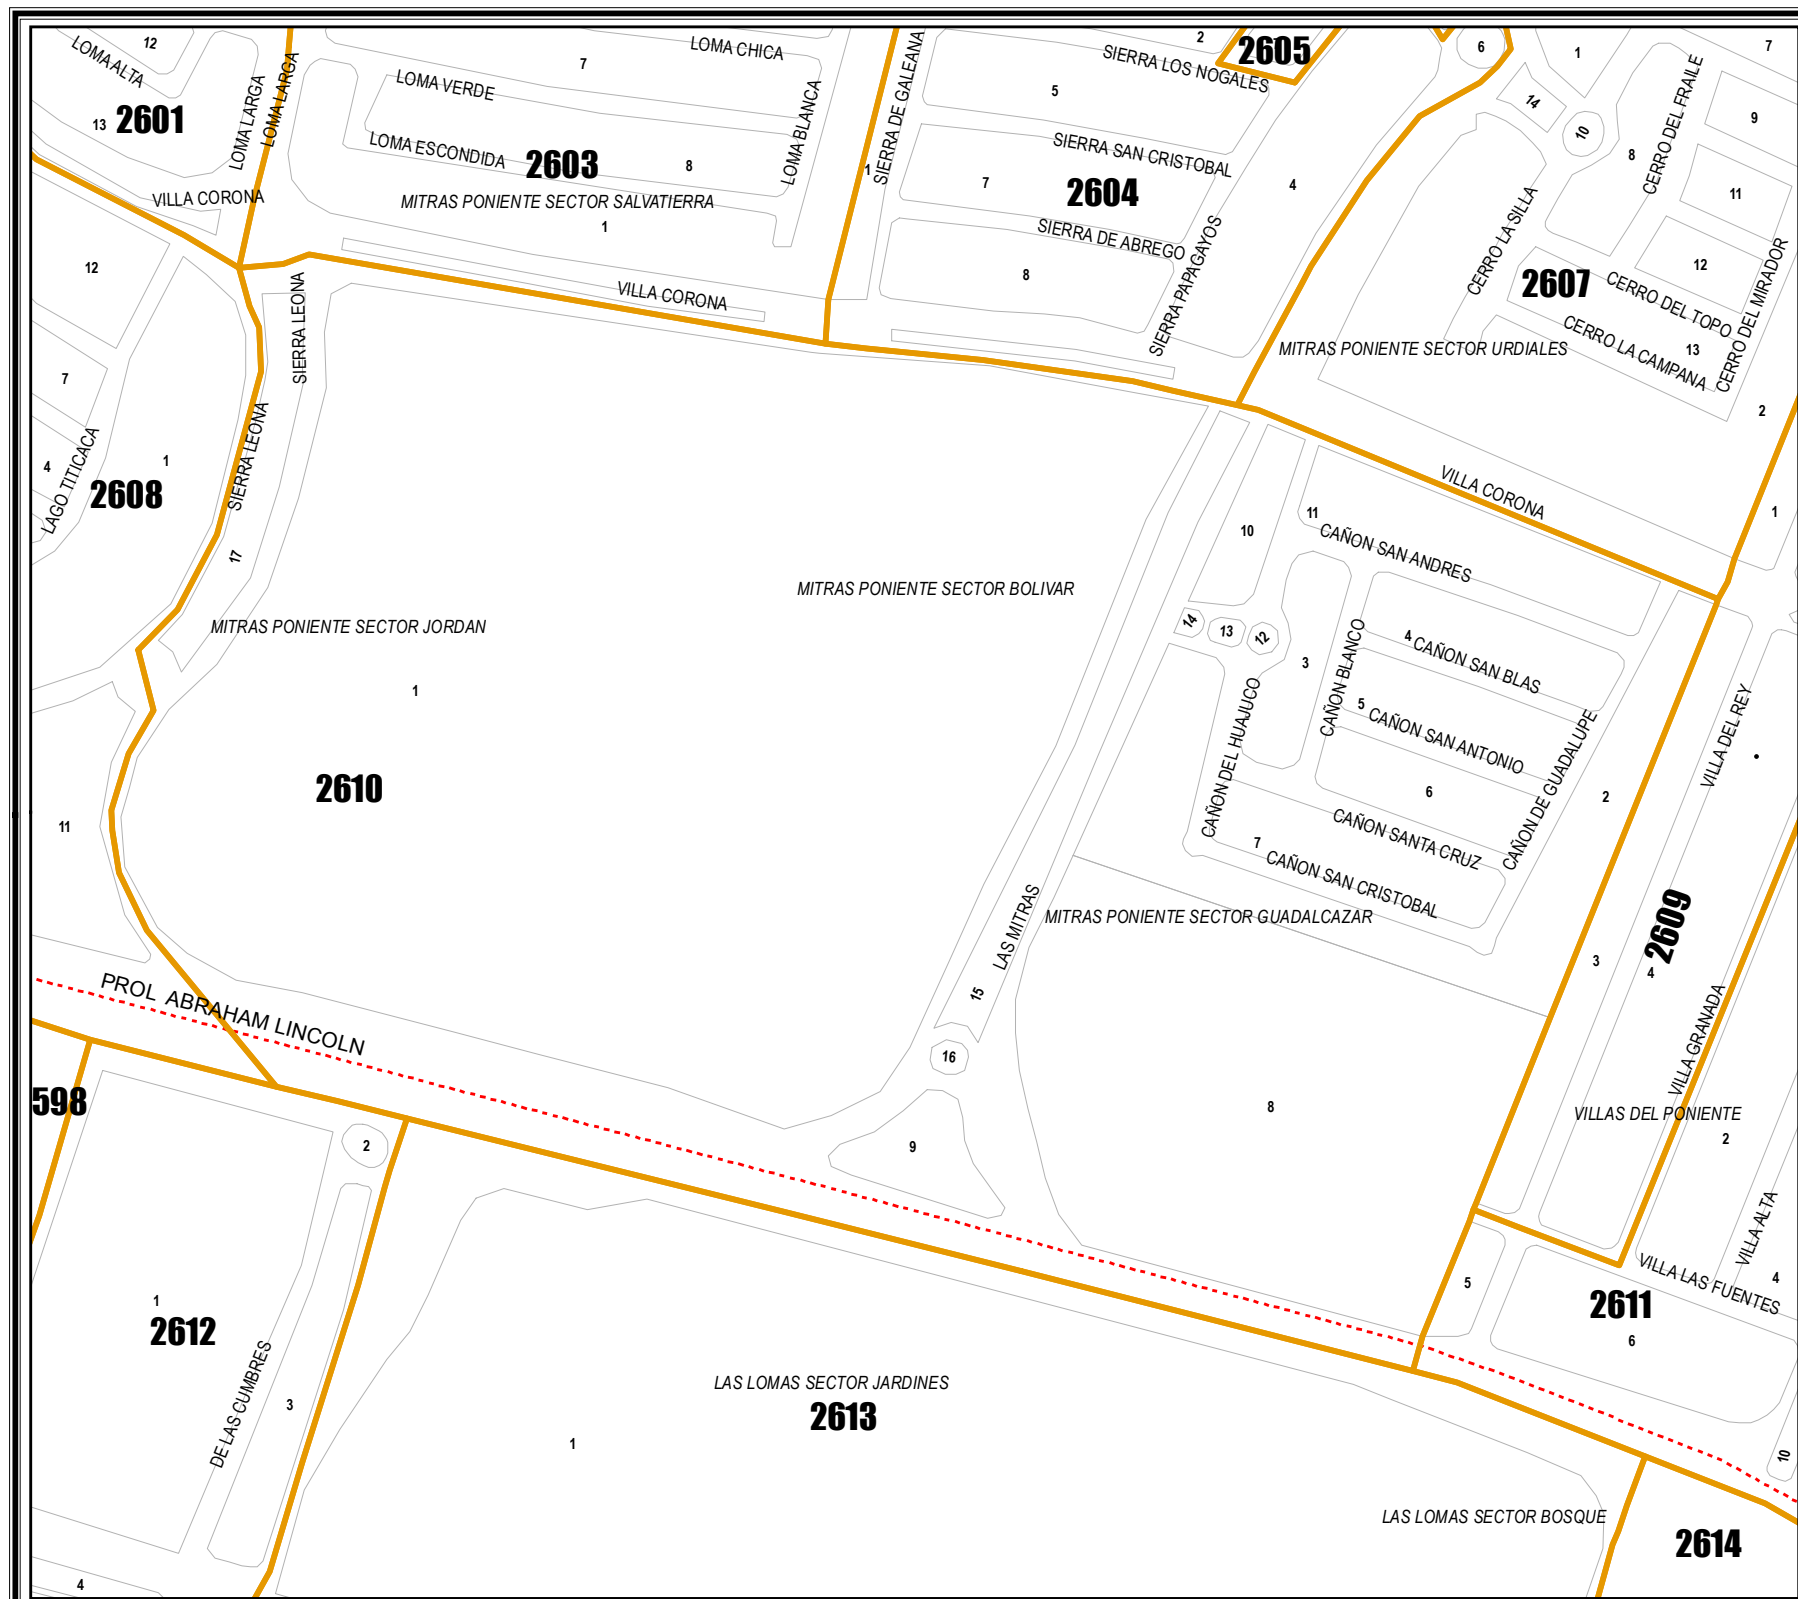 12
LOMA ALTA
13
2601
LOMA LARGA
LOMA LARGA
VILLA CORONA
LOMA CHICA
7
LOMA VERDE
LOMA ESCONDIDA
2603
8
LOMA BLANCA
MITRAS PONIENTE SECTOR SALVATIERRA
1
VILLA CORONA
1
SIERRA DE GALEANA
2
2605
SIERRA LOS NOGALES
5
SIERRA SAN CRISTOBAL
7
2604
4
SIERRA DE ABREGO
8
SIERRA PAPAGAYOS
6
1
7
14
10
9
CERRO DEL FRAILE
8
11
CERRO LA SILLA
12
2607
CERRO DEL TOPO
CERRO DEL MIRADOR
CERRO LA CAMPANA
13
MITRAS PONIENTE SECTOR URDIALES
2
12
7
4
LAGO TITICACA
1
2608
SIERRA LEONA
SIERRA LEONA
17
11
MITRAS PONIENTE SECTOR JORDAN
MITRAS PONIENTE SECTOR BOLIVAR
1
2610
VILLA CORONA
1
10
11
CAÑON SAN ANDRES
14
13
12
3
CAÑON BLANCO
4
CAÑON SAN BLAS
5
CAÑON SAN ANTONIO
6
CAÑON DEL HUAJUCO
CAÑON SANTA CRUZ
7
CAÑON SAN CRISTOBAL
CAÑON DE GUADALUPE
2
VILLA DEL REY
MITRAS PONIENTE SECTOR GUADALCAZAR
LAS MITRAS
15
16
9
8
3
4
2609
VILLA GRANADA
VILLAS DEL PONIENTE
2
VILLA ALTA
4
VILLA LAS FUENTES
5
2611
6
10
PROL ABRAHAM LINCOLN
598
2
1
2612
DE LAS CUMBRES
3
4
LAS LOMAS SECTOR JARDINES
2613
1
LAS LOMAS SECTOR BOSQUE
2614